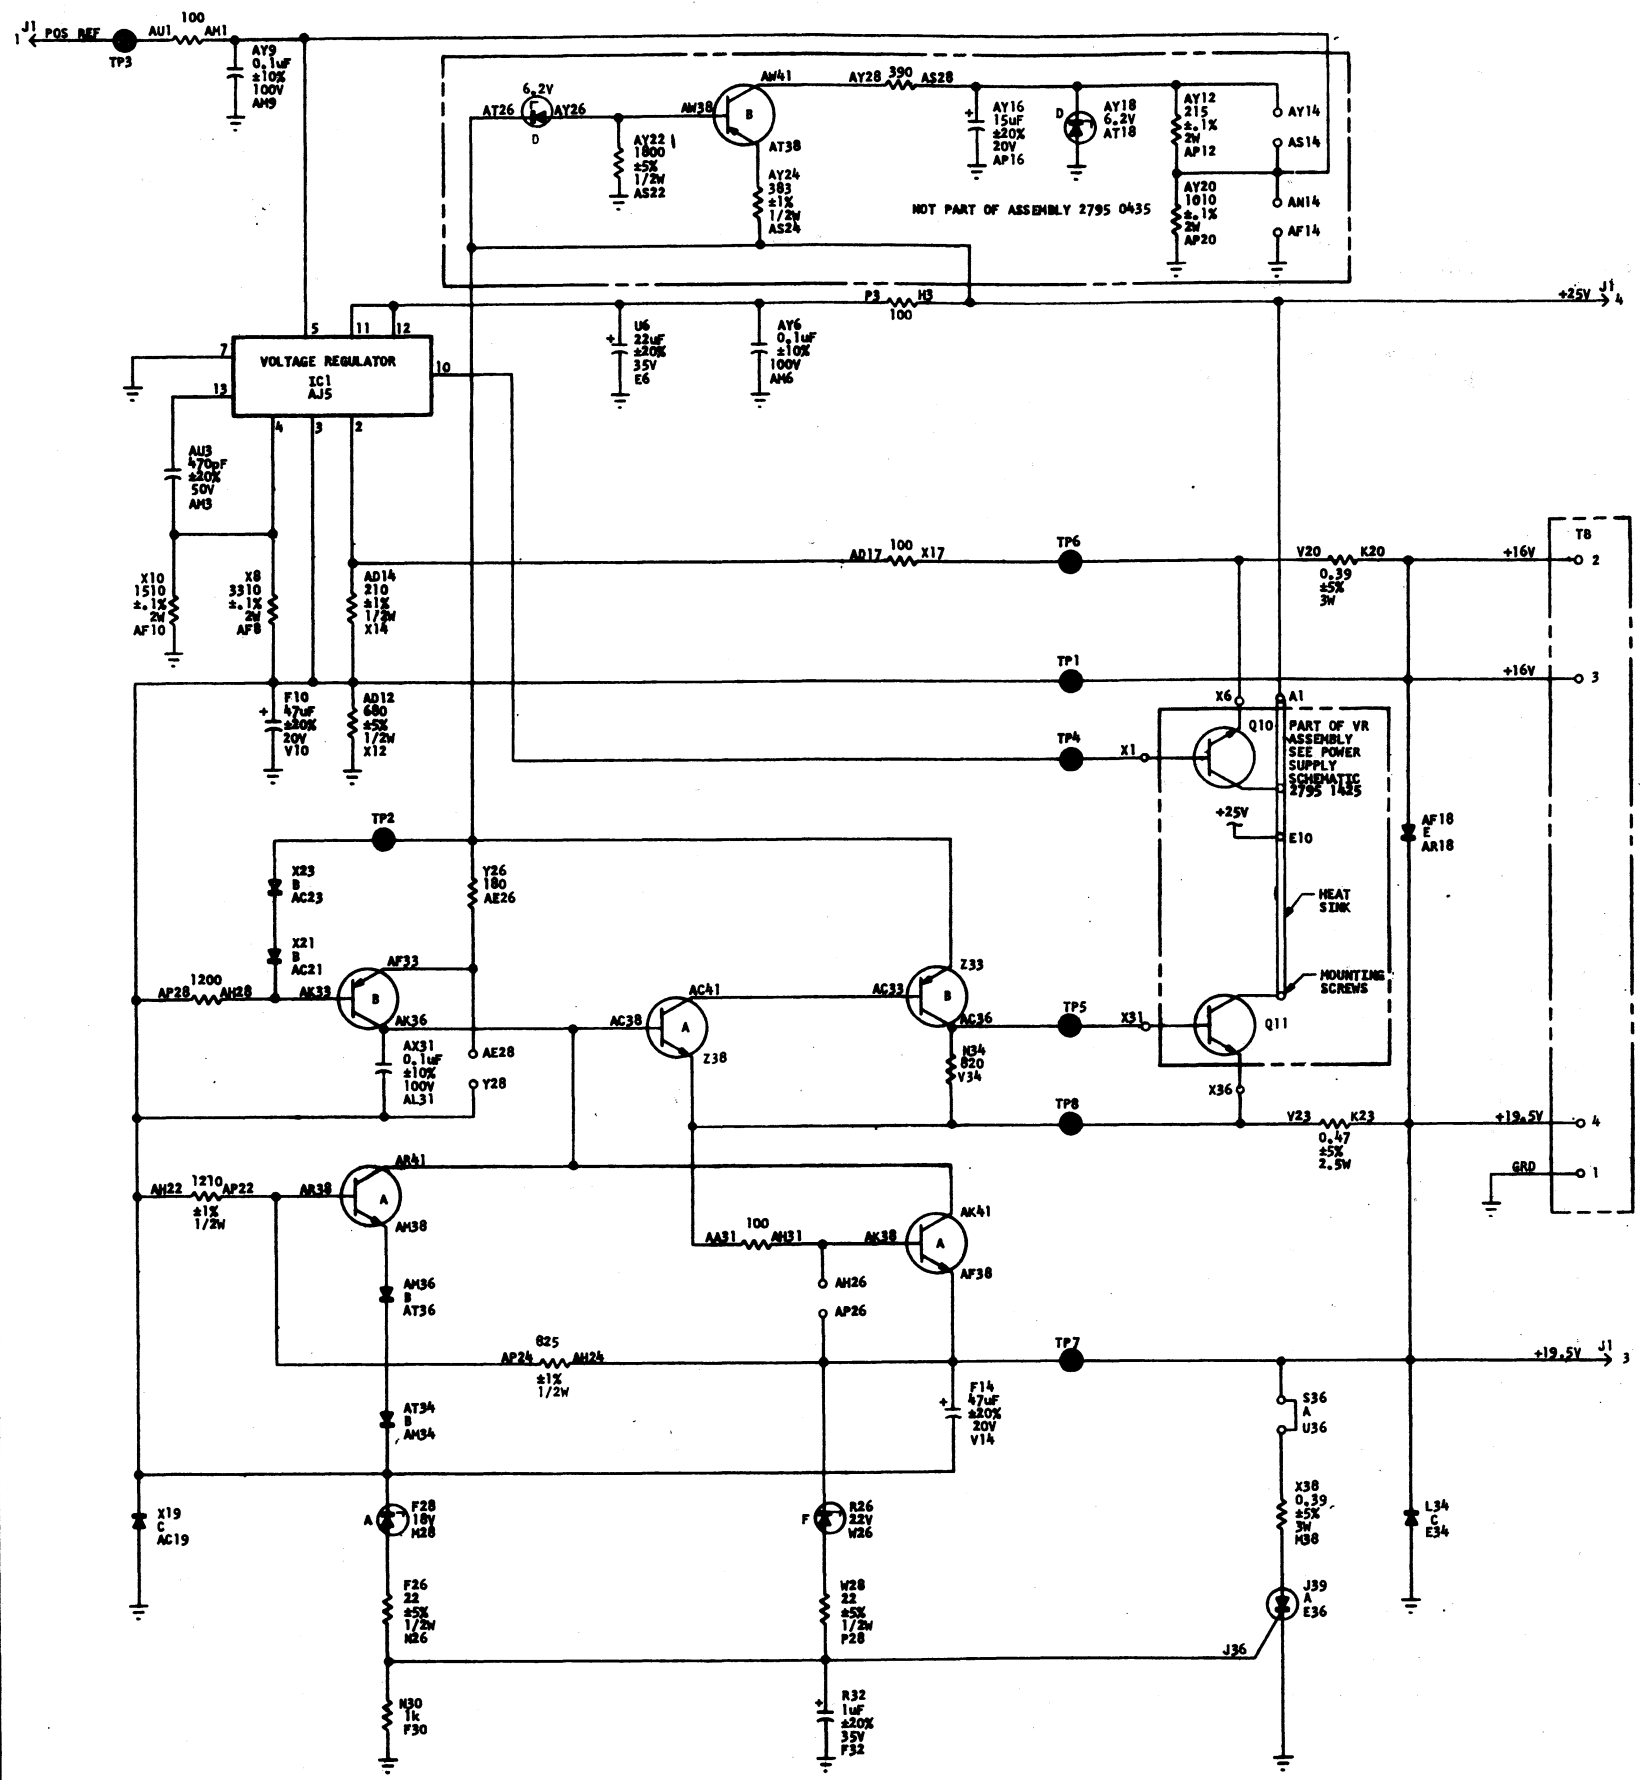 J1
1
POS REF
TP3
AU1
100
AM1
AY9
0.1uF
±10%
100V
AM9
AT26
6.2V
AY26
D
AY22
1800
±5%
1/2W
AS22
AW38
B
AW41
AT38
AY24
383
±1%
1/2W
AS24
AY28
390
AS28
+
AY16
15uF
±20%
20V
AP16
D
AY18
6.2V
AT18
AY12
215
±.1%
2W
AP12
AY14
AS14
AY20
1010
±.1%
2W
AP20
AN14
AF14
NOT PART OF ASSEMBLY 2795 0435
P3
H3
100
+25V
J1
4
5
11
12
7
VOLTAGE REGULATOR
IC1
AJ5
10
13
4
3
2
+
U6
22uF
±20%
35V
E6
AY6
0.1uF
±10%
100V
AM6
AU3
470pF
±20%
50V
AM3
X10
1510
±.1%
2W
AF10
X8
3310
±.1%
2W
AF8
AD14
210
±1%
1/2W
X14
AD17
100
X17
TP6
V20
K20
0.39
±5%
3W
+16V
TB
2
TP1
+16V
3
+
F10
47uF
±20%
20V
V10
AD12
680
±5%
1/2W
X12
TP4
X1
X6
Q10
A1
PART OF VR
ASSEMBLY
SEE POWER
SUPPLY
SCHEMATIC
2795 1425
+25V
E10
HEAT
SINK
MOUNTING
SCREWS
AF18
E
AR18
TP2
X23
B
AC23
Y26
180
AE26
X21
B
AC21
AP28
1200
AH28
AK33
B
AF33
AK36
AX31
0.1uF
±10%
100V
AL31
AE28
Y28
AC38
A
AC41
Z38
AC33
B
Z33
AC36
N34
820
V34
TP5
X31
Q11
X36
TP8
Y23
K23
0.47
±5%
2.5W
+19.5V
4
GRD
1
AH22
1210
AP22
±1%
1/2W
AR38
A
AR41
AM38
AA31
100
AH31
AK38
A
AK41
AF38
AM36
B
AT36
AH26
AP26
AP24
825
AH24
±1%
1/2W
TP7
+19.5V
J1
3
AT34
B
AM34
+
F14
47uF
±20%
20V
V14
S36
A
U36
X19
C
AC19
A
F28
18V
M28
F
R26
22V
W26
X38
0.39
±5%
3W
M38
L34
C
E34
F26
22
±5%
1/2W
N26
W28
22
±5%
1/2W
P28
J39
A
E36
J36
N30
1k
F30
+
R32
1uF
±20%
35V
F32